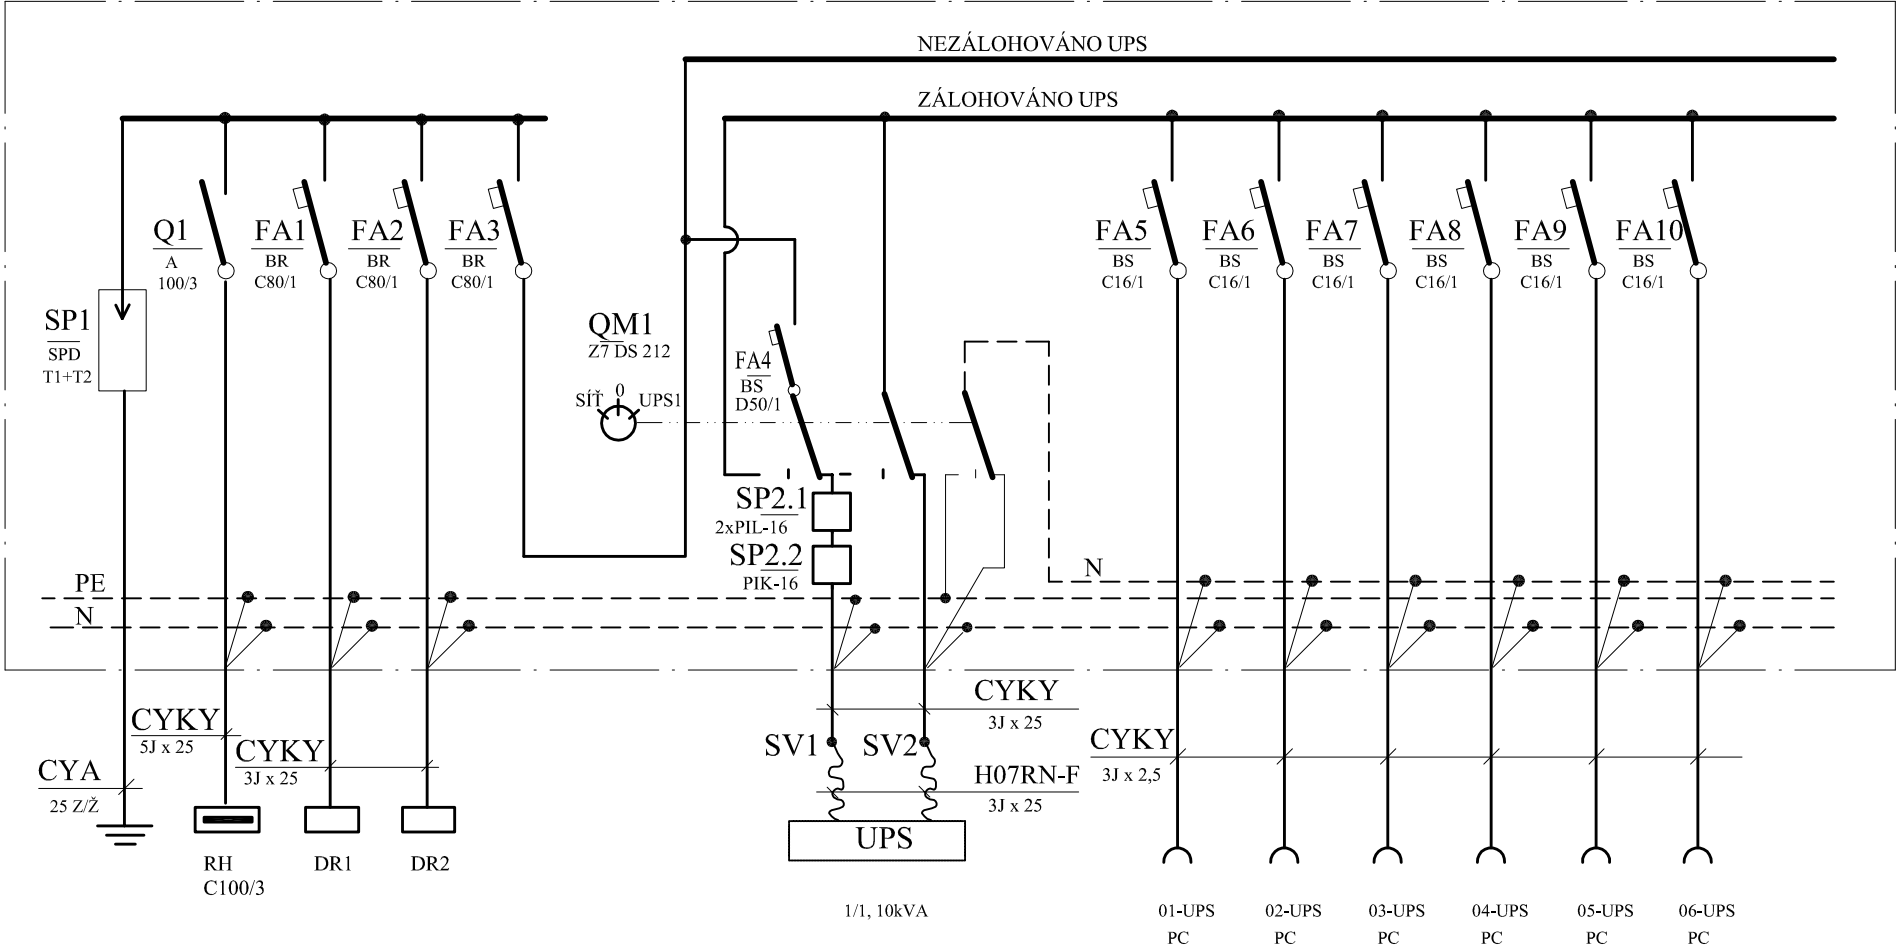 NEZÁLOHOVÁNO UPS
ZÁLOHOVÁNO UPS
Q1
A
100/3
FA1
BR
C80/1
FA2
BR
C80/1
FA3
BR
C80/1
FA5
BS
C16/1
FA6
BS
C16/1
FA7
BS
C16/1
FA8
BS
C16/1
FA9
BS
C16/1
FA10
BS
C16/1
SP1
SPD
T1+T2
QM1
Z7 DS 212
SÍŤ
0
UPS1
FA4
BS
D50/1
SP2.1
2xPIL-16
SP2.2
PIK-16
PE
N
N
CYKY
5J x 25
CYKY
3J x 25
CYA
25 Z/Ž
CYKY
3J x 25
SV1
SV2
H07RN-F
3J x 25
CYKY
3J x 2,5
UPS
RH
C100/3
DR1
DR2
1/1, 10kVA
01-UPS
PC
02-UPS
PC
03-UPS
PC
04-UPS
PC
05-UPS
PC
06-UPS
PC